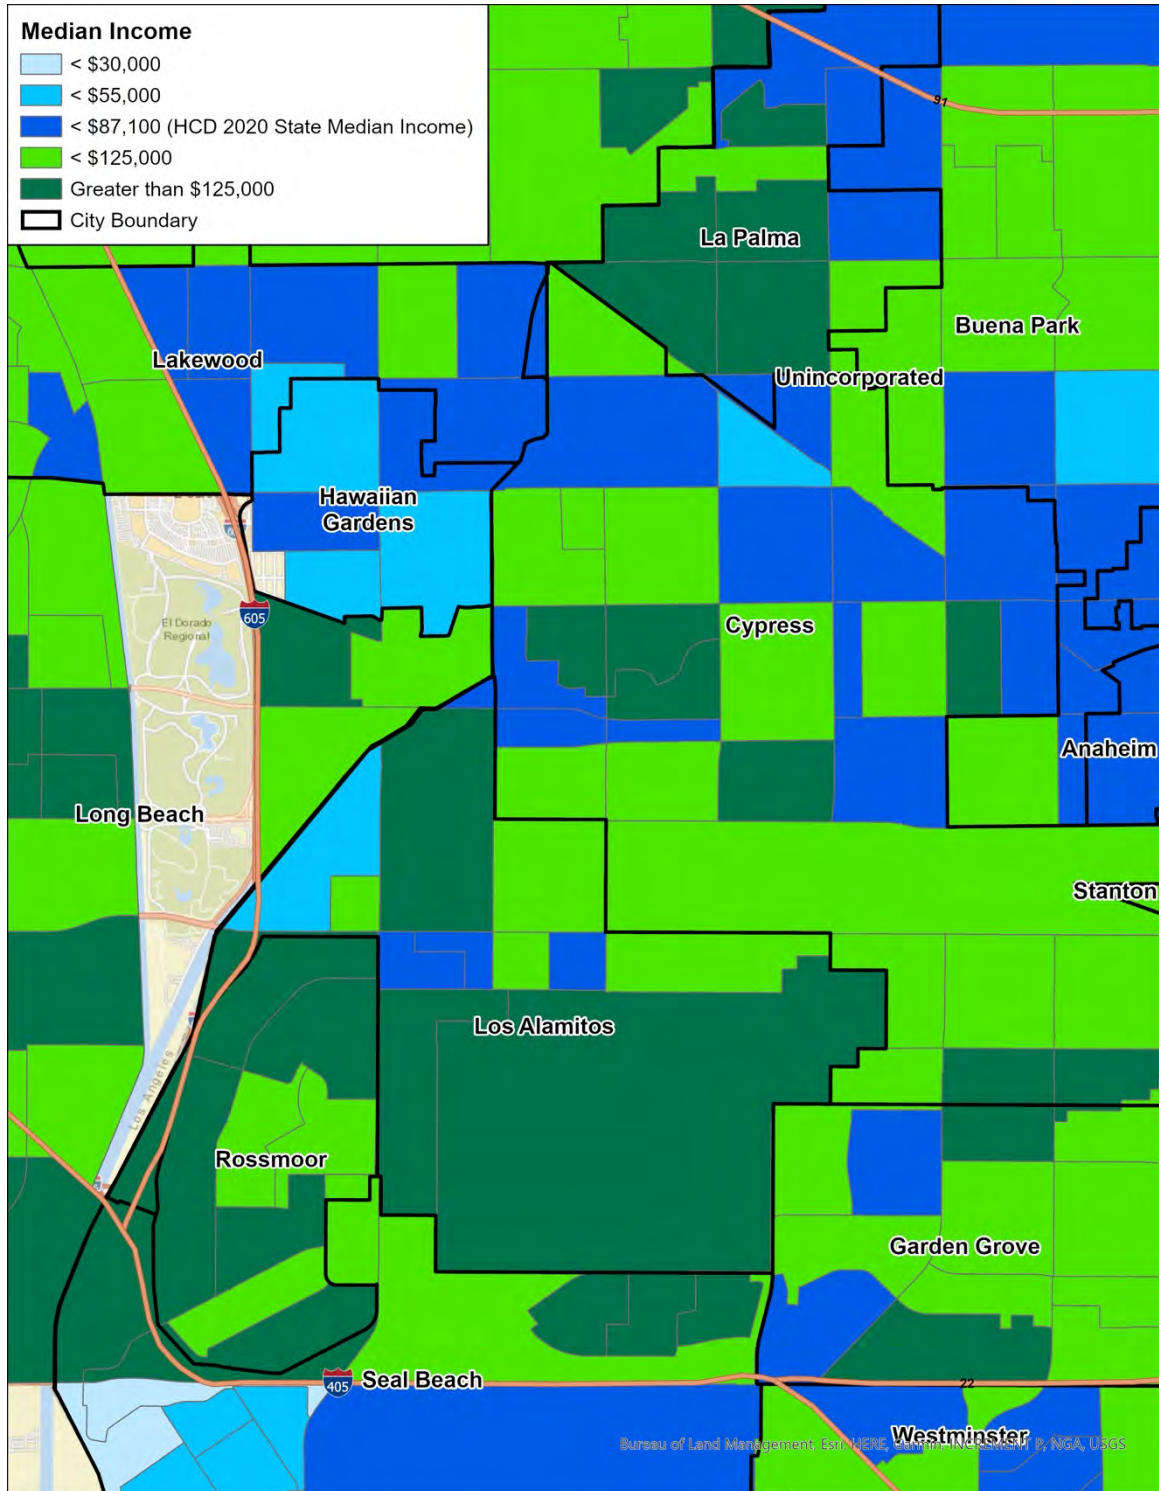 Median Income
< $30,000
< $55,000
< $87,100 (HCD 2020 State Median Income)
< $125,000
Greater than $125,000
City Boundary
91
La Palma
Buena Park
Lakewood
Unincorporated
Hawaiian
Gardens
605
El Dorado
Regional
Cypress
Anaheim
Long Beach
Stanton
Los Alamitos
Los Angeles
Rossmoor
Garden Grove
405
Seal Beach
22
Westminster
Bureau of Land Management, Esri, HERE, Garmin, INCREMENT P, NGA, USGS